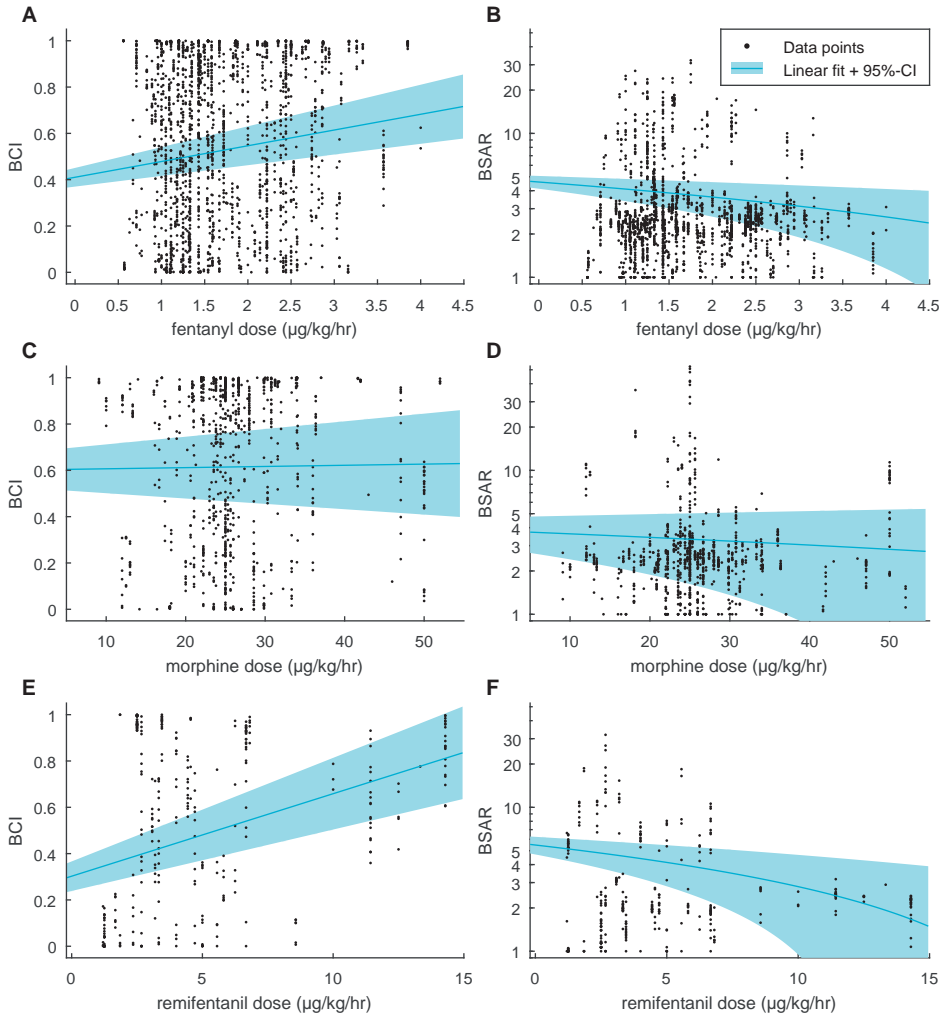 A
BCI
1
0.8
0.6
0.4
0.2
0
0 0.5 1 1.5 2 2.5 3 3.5 4 4.5
fentanyl dose (µg/kg/hr)
B
BSAR
30
20
10
5
4
3
2
1
0 0.5 1 1.5 2 2.5 3 3.5 4 4.5
fentanyl dose (µg/kg/hr)
Data points
Linear fit + 95%-CI
C
BCI
1
0.8
0.6
0.4
0.2
0
10 20 30 40 50
morphine dose (µg/kg/hr)
D
BSAR
30
20
10
5
4
3
2
1
10 20 30 40 50
morphine dose (µg/kg/hr)
E
BCI
1
0.8
0.6
0.4
0.2
0
0 5 10 15
remifentanil dose (µg/kg/hr)
F
BSAR
30
20
10
5
4
3
2
1
0 5 10 15
remifentanil dose (µg/kg/hr)